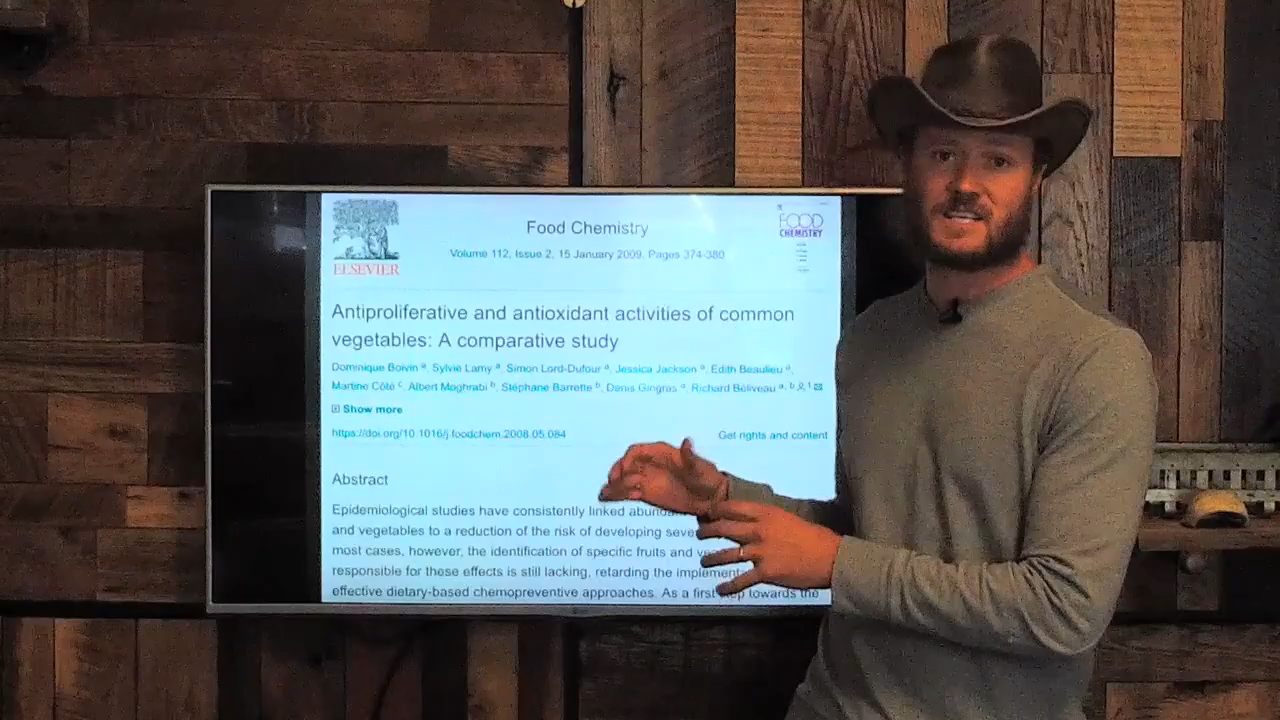 Food Chemistry
Volume 112, Issue 2, 15 January 2009, Pages 374-380
ELSEVIER
FOOD
CHEMISTRY
Antiproliferative and antioxidant activities of common
vegetables: A comparative study
Dominique Boivin a, Sylvie Lamy a, Simon Lord-Dufour a, Jessica Jackson a, Edith Beaulieu a,
Martine Côté c, Albert Moghrabi b, Stéphane Barrette b, Denis Gingras a, Richard Béliveau a, b
Show more
https://doi.org/10.1016/j.foodchem.2008.05.084
Get rights and content
Abstract
Epidemiological studies have consistently linked
and vegetables to a reduction of the risk of developing
most cases, however, the identification of specific fruits and
responsible for these effects is still lacking, retarding the
effective dietary-based chemopreventive approaches. As a first step towards the